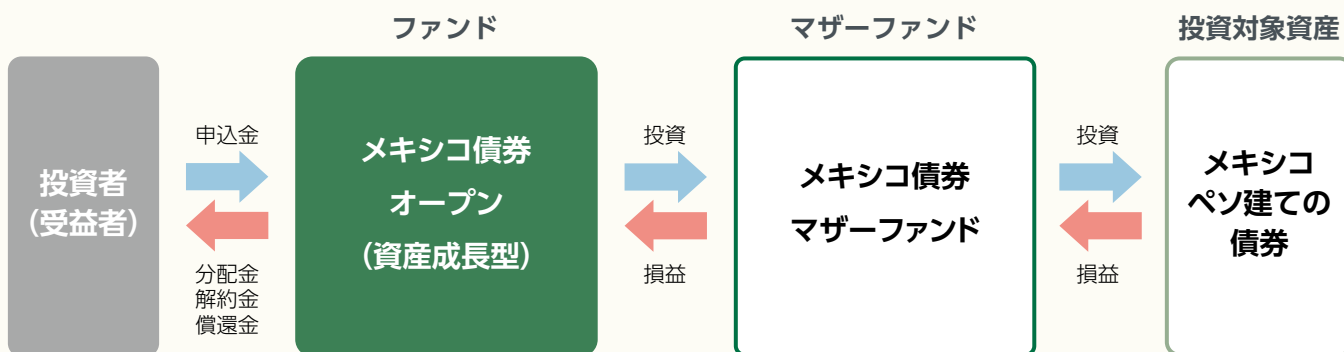 ファンド
マザーファンド
投資対象資産
投資者
(受益者)
申込金
分配金
解約金
償還金
メキシコ債券
オープン
(資産成長型)
投資
損益
メキシコ債券
マザーファンド
投資
損益
メキシコ
ペソ建ての
債券